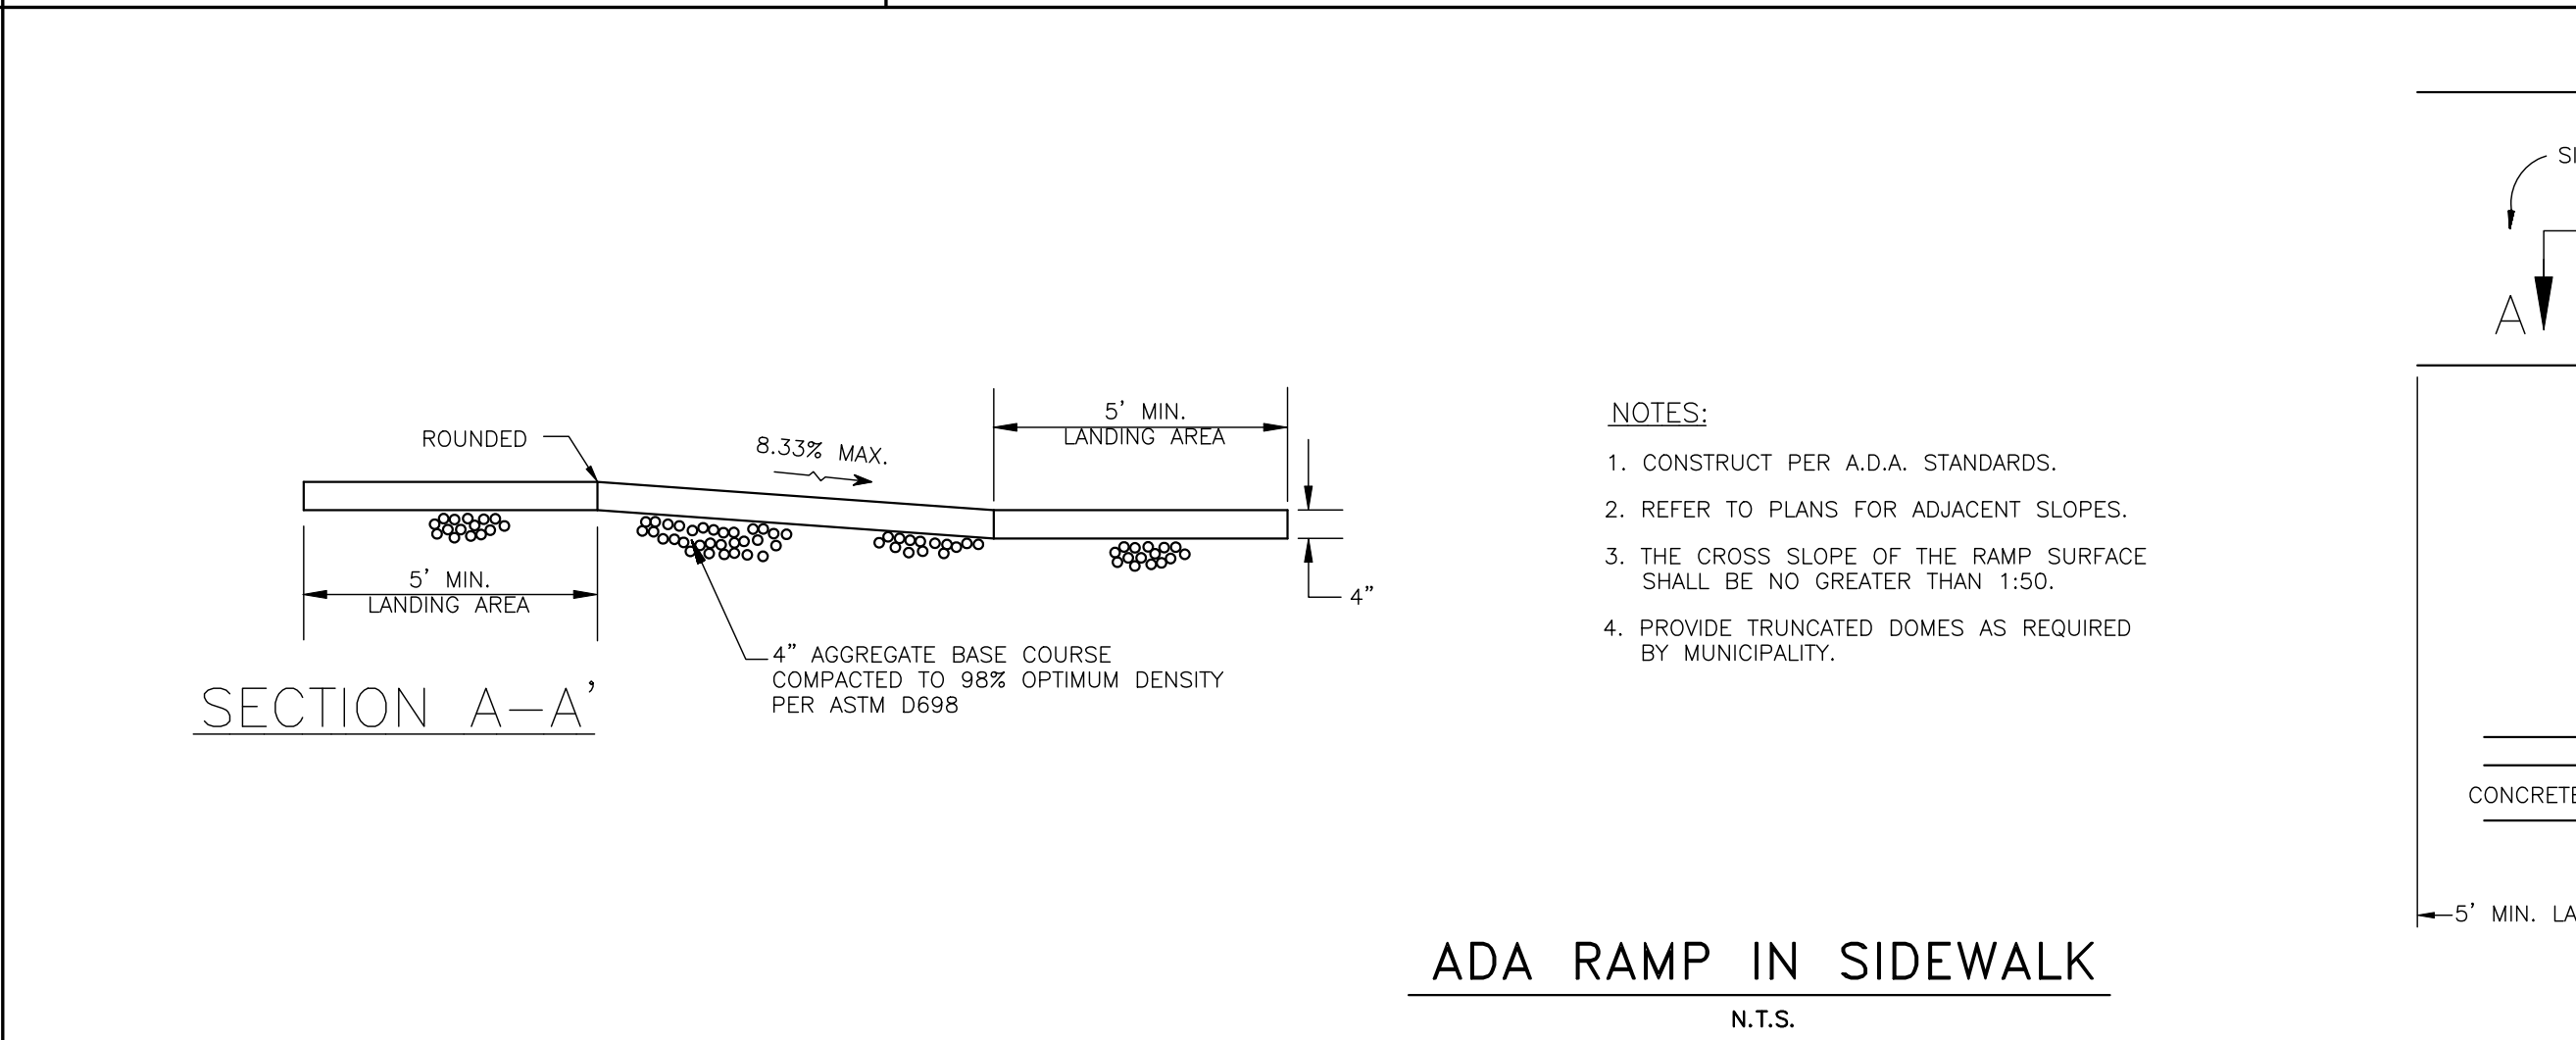 ROUNDED
8.33% MAX.
5' MIN.
LANDING AREA
5' MIN.
LANDING AREA
4"
4" AGGREGATE BASE COURSE
COMPACTED TO 98% OPTIMUM DENSITY
PER ASTM D698
SECTION A-A'
NOTES:
1. CONSTRUCT PER A.D.A. STANDARDS.
2. REFER TO PLANS FOR ADJACENT SLOPES.
3. THE CROSS SLOPE OF THE RAMP SURFACE
SHALL BE NO GREATER THAN 1:50.
4. PROVIDE TRUNCATED DOMES AS REQUIRED
BY MUNICIPALITY.
A
CONCRETE
5' MIN.
ADA RAMP IN SIDEWALK
N.T.S.